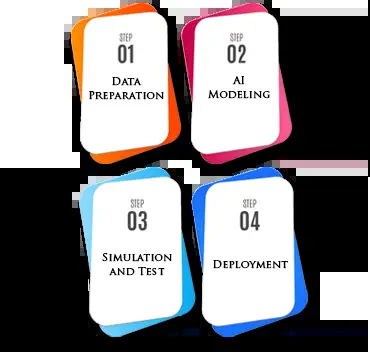 STEP
01
DATA
PREPARATION
STEP
02
AI
MODELING
STEP
03
SIMULATION
AND TEST
STEP
04
DEPLOYMENT